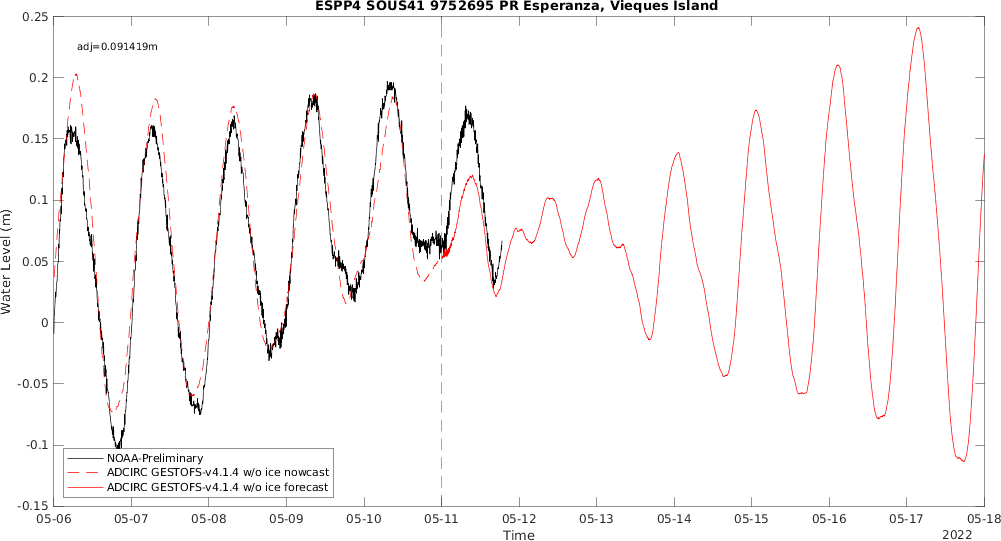 ESPP4 SOUS41 9752695 PR Esperanza, Vieques Island
0.25
adj=0.091419m
0.2
0.15
0.1
0.05
0
-0.05
-0.1
-0.15
Water Level (m)
NOAA-Preliminary
ADCIRC GESTOFS-v4.1.4 w/o ice nowcast
ADCIRC GESTOFS-v4.1.4 w/o ice forecast
05-06 05-07 05-08 05-09 05-10 05-11 05-12 05-13 05-14 05-15 05-16 05-17 05-18
Time
2022